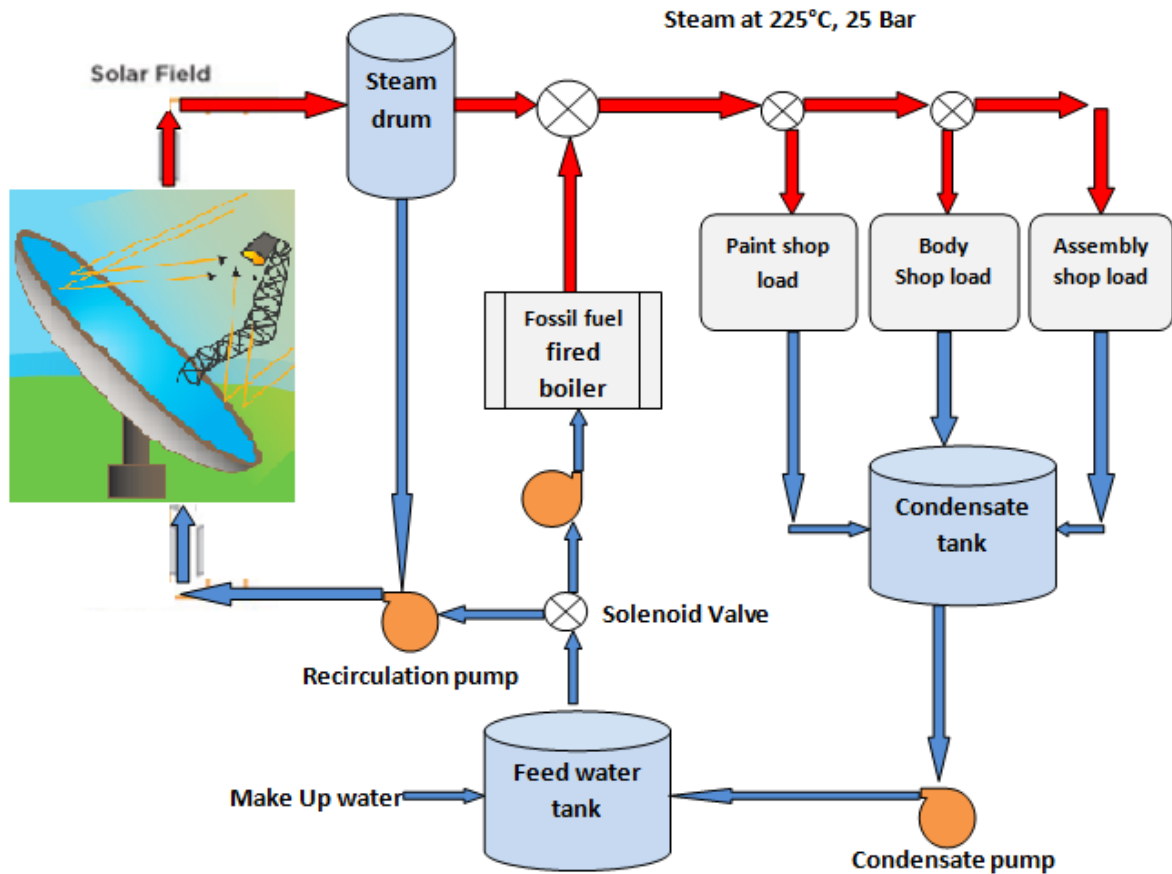 Steam at 225°C, 25 Bar
Solar Field
Steam
drum
Paint shop
load
Body
Shop load
Assembly
shop load
Fossil fuel
fired
boiler
Condensate
tank
Solenoid Valve
Recirculation pump
Feed water
tank
Make Up water
Condensate pump